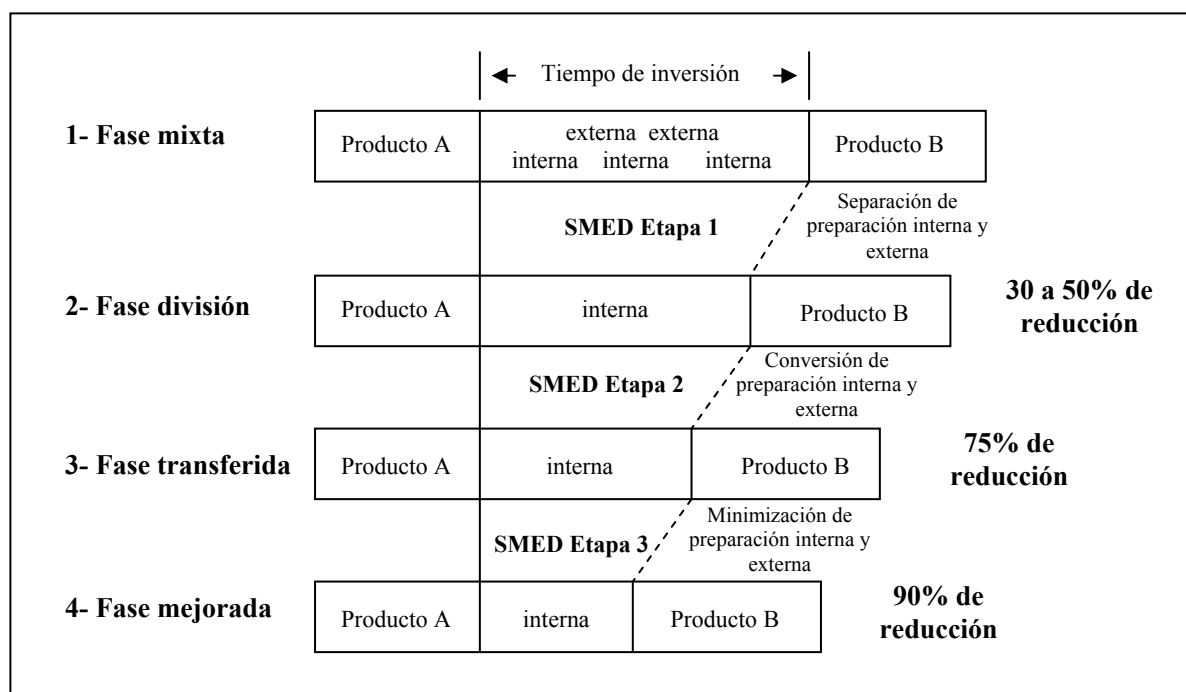 Tiempo de inversión
1- Fase mixta
Producto A
externa externa
interna interna interna
Producto B
SMED Etapa 1
Separación de
preparación interna y
externa
2- Fase división
Producto A
interna
Producto B
30 a 50% de
reducción
SMED Etapa 2
Conversión de
preparación interna y
externa
3- Fase transferida
Producto A
interna
Producto B
75% de
reducción
SMED Etapa 3
Minimización de
preparación interna y
externa
4- Fase mejorada
Producto A
interna
Producto B
90% de
reducción